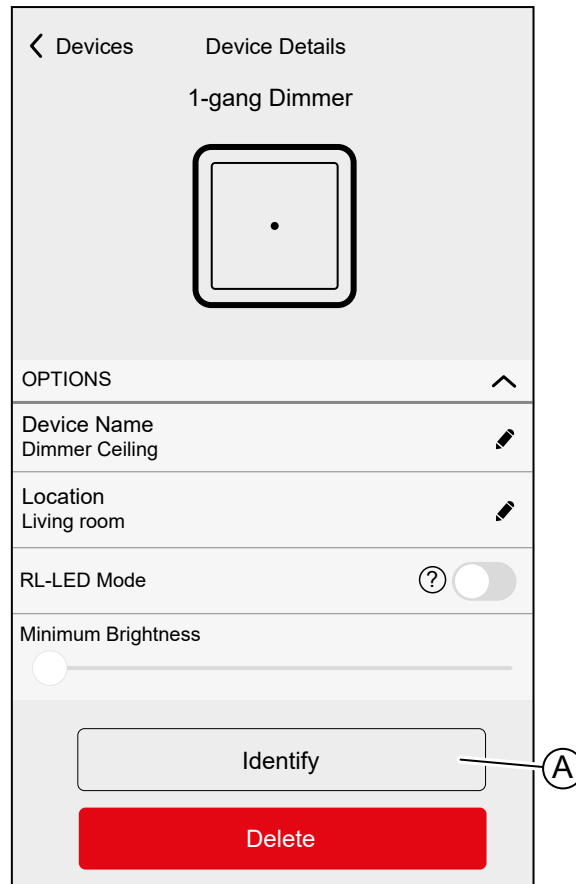 Devices
Device Details
1-gang Dimmer
OPTIONS
Device Name
Dimmer Ceiling
Location
Living room
RL-LED Mode
?
Minimum Brightness
Identify
A
Delete